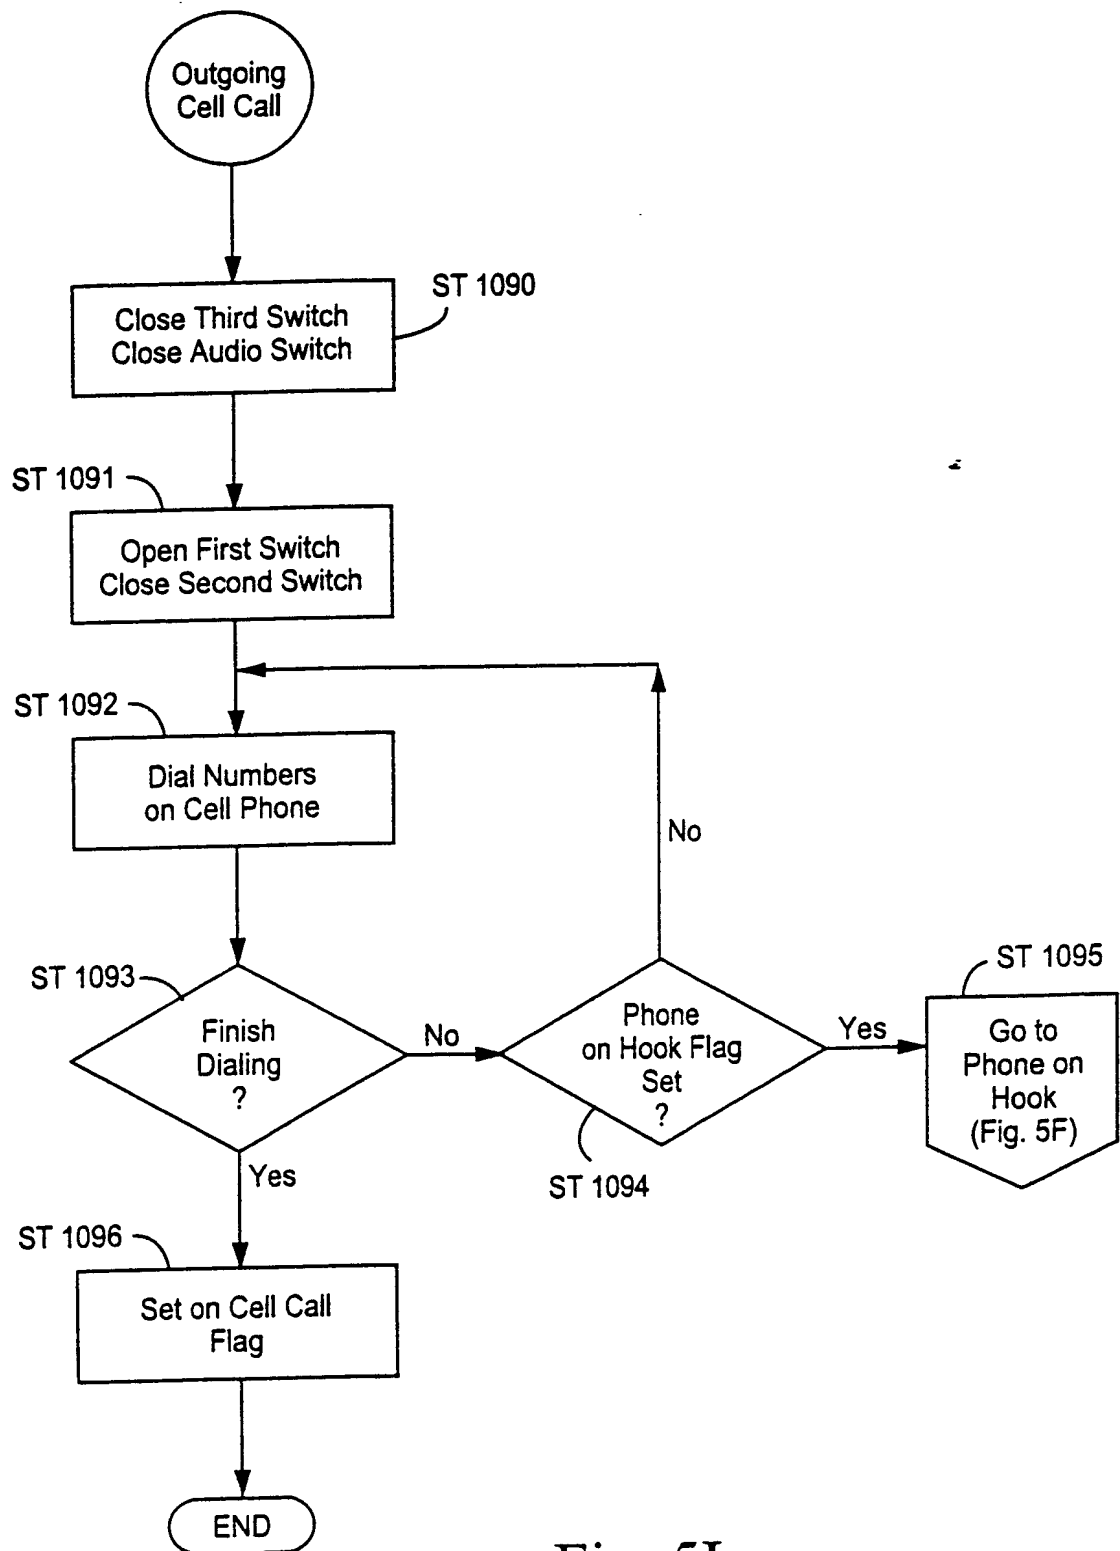 Outgoing
Cell Call
ST 1090
Close Third Switch
Close Audio Switch
ST 1091
Open First Switch
Close Second Switch
ST 1092
Dial Numbers
on Cell Phone
No
ST 1093
Finish
Dialing
?
No
Phone
on Hook Flag
Set
?
Yes
ST 1095
Go to
Phone on
Hook
(Fig. 5F)
ST 1094
Yes
ST 1096
Set on Cell Call
Flag
END